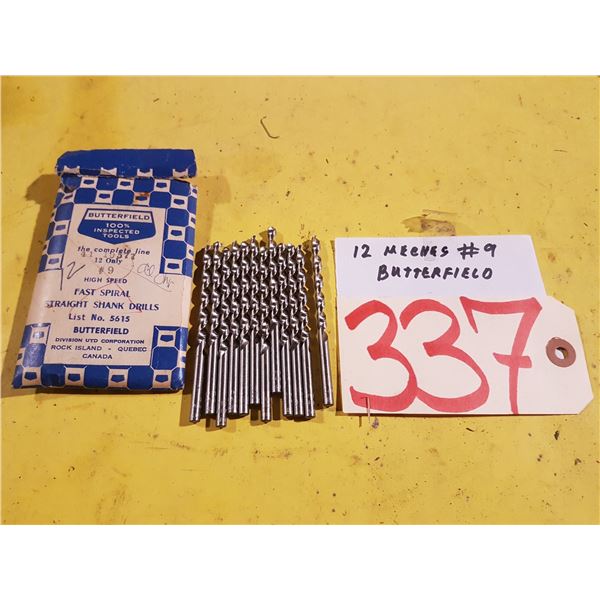 BUTTERFIELD
100%
INSPECTED
TOOLS
the complete line
12 Only
12
#9
HIGH SPEED
FAST SPIRAL
STRAIGHT SHANK DRILLS
List No. 5615
BUTTERFIELD
DIVISION UTD CORPORATION
ROCK ISLAND - QUEBEC
CANADA
12 MECHES #9
BUTTERFIELD
337